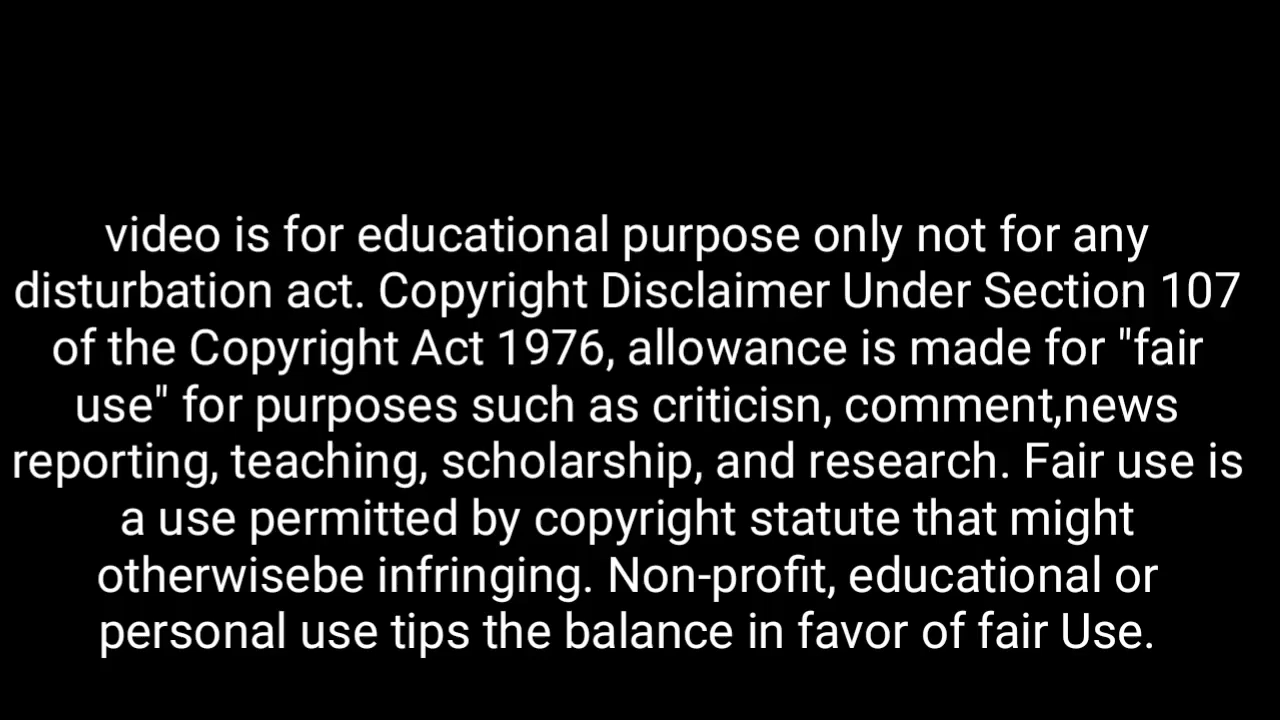 video is for educational purpose only not for any
disturbation act. Copyright Disclaimer Under Section 107
of the Copyright Act 1976, allowance is made for "fair
use" for purposes such as criticisn, comment,news
reporting, teaching, scholarship, and research. Fair use is
a use permitted by copyright statute that might
otherwisebe infringing. Non-profit, educational or
personal use tips the balance in favor of fair Use.